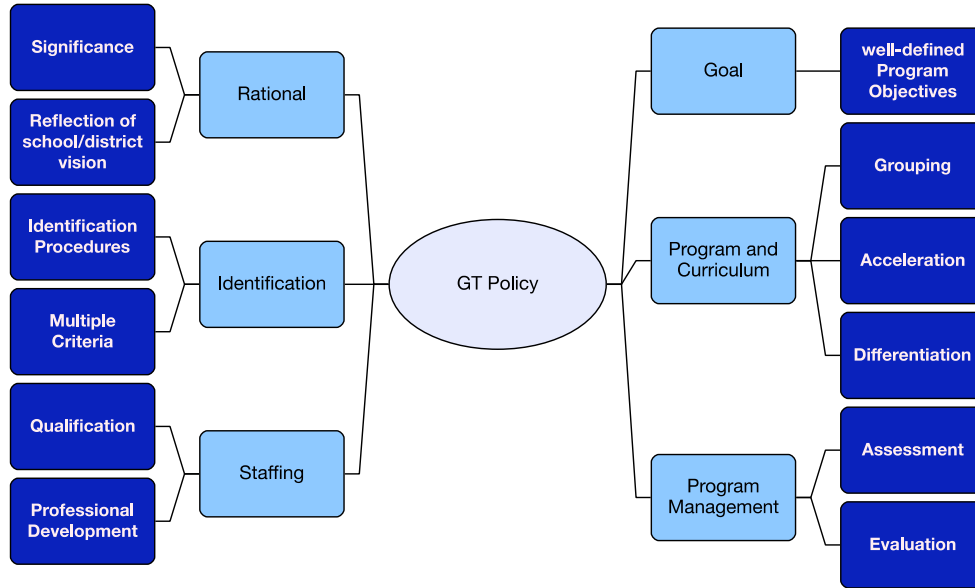 Significance
Rational
Reflection of
school/district
vision
Identification
Procedures
Identification
Multiple
Criteria
Qualification
Staffing
Professional
Development
GT Policy
Goal
well-defined
Program
Objectives
Grouping
Program and
Curriculum
Acceleration
Differentiation
Assessment
Program
Management
Evaluation